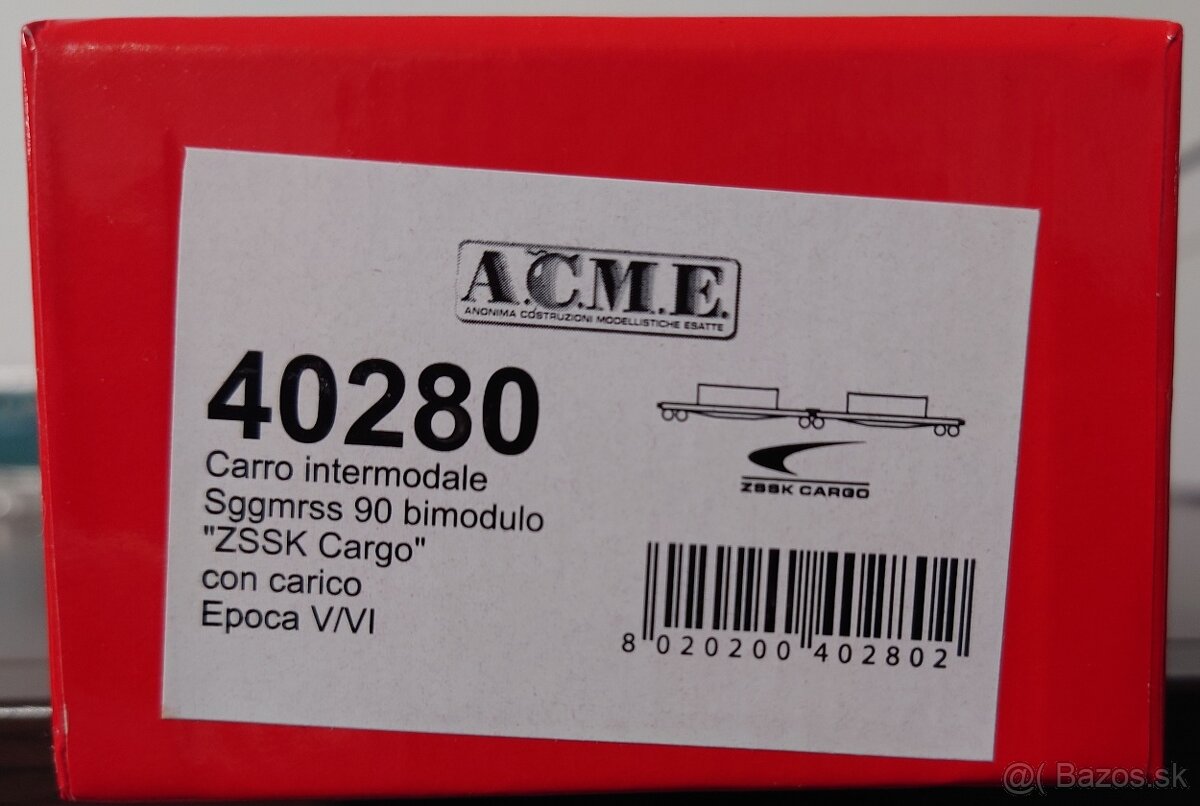 A.C.M.E.
ANONIMA COSTRUZIONI MODELLISTICHE ESATTE
40280
Carro intermodale
Sggmrss 90 bimodulo
"ZSSK Cargo"
con carico
Epoca V/VI
ZSSK CARGO
8 020200 402802
@( Bazos.sk